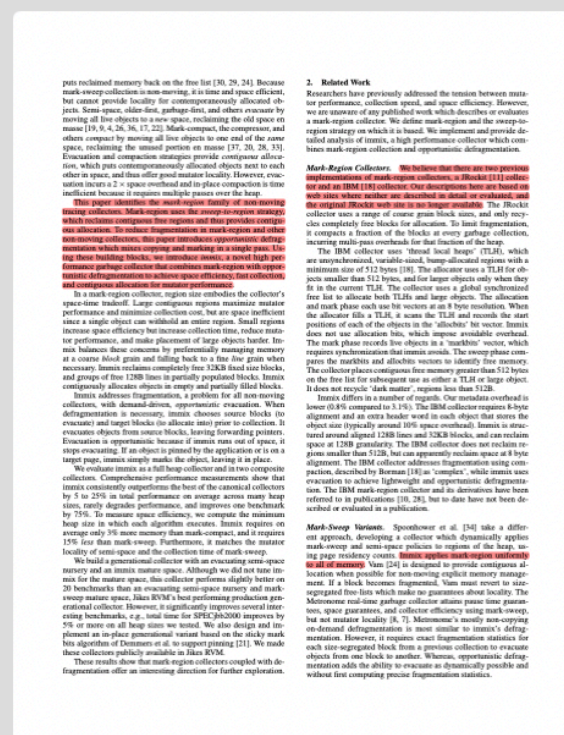 puts reclaimed memory back on the free list [30, 29, 24]. Because
mark-sweep collection is non-moving, it is time and space efficient,
but cannot provide locality for contemporaneously allocated ob-
jects. Semi-space, older-first, garbage-first, and others evacuate by
moving all live objects to a new space, reclaiming the old space en
masse [19, 9, 4, 26, 36, 17, 22]. Mark-compact, the compressor, and
others compact by moving all live objects to one end of the same
space, reclaiming the unused portion en masse [37, 20, 28, 33].
Evacuation and compaction strategies provide contiguous alloca-
tion, which puts contemporaneously allocated objects next to each
other in space, and thus offer good mutator locality. However, evac-
uation incurs a 2 × space overhead and in-place compaction is time
inefficient because it requires multiple passes over the heap.
This paper identifies the mark-region family of non-moving
tracing collectors. Mark-region uses the sweep-to-region strategy,
which reclaims contiguous free regions and thus provides contigu-
ous allocation. To reduce fragmentation in mark-region and other
non-moving collectors, this paper introduces opportunistic defrag-
mentation which mixes copying and marking in a single pass. Us-
ing these building blocks, we introduce immix, a novel high per-
formance garbage collector that combines mark-region with oppor-
tunistic defragmentation to achieve space efficiency, fast collection,
and contiguous allocation for mutator performance.
In a mark-region collector, region size embodies the collector's
space-time tradeoff. Large contiguous regions maximize mutator
performance and minimize collection cost, but are space inefficient
since a single object can withhold an entire region. Small regions
increase space efficiency but increase collection time, reduce muta-
tor performance, and make placement of large objects harder. Im-
mix balances these concerns by preferentially managing memory
at a coarse block grain and falling back to a fine line grain when
necessary. Immix reclaims completely free 32KB fixed size blocks,
and groups of free 128B lines in partially populated blocks. Immix
contiguously allocates objects in empty and partially filled blocks.
Immix addresses fragmentation, a problem for all non-moving
collectors, with demand-driven, opportunistic evacuation. When
defragmentation is necessary, immix chooses source blocks (to
evacuate) and target blocks (to allocate into) prior to collection. It
evacuates objects from source blocks, leaving forwarding pointers.
Evacuation is opportunistic because if immix runs out of space, it
stops evacuating. If an object is pinned by the application or is on a
target page, immix simply marks the object, leaving it in place.
We evaluate immix as a full heap collector and in two composite
collectors. Comprehensive performance measurements show that
immix consistently outperforms the best of the canonical collectors
by 5 to 25% in total performance on average across many heap
sizes, rarely degrades performance, and improves one benchmark
by 75%. To measure space efficiency, we compute the minimum
heap size in which each algorithm executes. Immix requires on
average only 3% more memory than mark-compact, and it requires
15% less than mark-sweep. Furthermore, it matches the mutator
locality of semi-space and the collection time of mark-sweep.
We build a generational collector with an evacuating semi-space
nursery and an immix mature space. Although we did not tune im-
mix for the mature space, this collector performs slightly better on
20 benchmarks than an evacuating semi-space nursery and mark-
sweep mature space, Jikes RVM's best performing production gen-
erational collector. However, it significantly improves several inter-
esting benchmarks, e.g., total time for SPECjbb2000 improves by
5% or more on all heap sizes we tested. We also design and im-
plement an in-place generational variant based on the sticky mark
bits algorithm of Demmers et al. to support pinning [21]. We made
these collectors publicly available in Jikes RVM.
These results show that mark-region collectors coupled with de-
fragmentation offer an interesting direction for further exploration.
2. Related Work
Researchers have previously addressed the tension between muta-
tor performance, collection speed, and space efficiency. However,
we are unaware of any published work which describes or evaluates
a mark-region collector. We define mark-region and the sweep-to-
region strategy on which it is based. We implement and provide de-
tailed analysis of immix, a high performance collector which com-
bines mark-region collection and opportunistic defragmentation.
Mark-Region Collectors. We believe that there are two previous
implementations of mark-region collectors, a JRockit [11] collec-
tor and an IBM [18] collector. Our descriptions here are based on
web sites where neither are described in detail or evaluated, and
the original JRockit web site is no longer available. The JRockit
collector uses a range of coarse grain block sizes, and only recy-
cles completely free blocks for allocation. To limit fragmentation,
it compacts a fraction of the blocks at every garbage collection,
incurring multi-pass overheads for that fraction of the heap.
The IBM collector uses 'thread local heaps' (TLH), which
are unsynchronized, variable-sized, bump-allocated regions with a
minimum size of 512 bytes [18]. The allocator uses a TLH for ob-
jects smaller than 512 bytes, and for larger objects only when they
fit in the current TLH. The collector uses a global synchronized
free list to allocate both TLHs and large objects. The allocation
and mark phase each use bit vectors at an 8 byte resolution. When
the allocator fills a TLH, it scans the TLH and records the start
positions of each of the objects in the 'allocbits' bit vector. Immix
does not use allocation bits, which impose avoidable overhead.
The mark phase records live objects in a 'markbits' vector, which
requires synchronization that immix avoids. The sweep phase com-
pares the markbits and allocbits vectors to identify free memory.
The collector places contiguous free memory greater than 512 bytes
on the free list for subsequent use as either a TLH or large object.
It does not recycle 'dark matter', regions less than 512B.
Immix differs in a number of regards. Our metadata overhead is
lower (0.8% compared to 3.1%). The IBM collector requires 8-byte
alignment and an extra header word in each object that stores the
object size (typically around 10% space overhead). Immix is struc-
tured around aligned 128B lines and 32KB blocks, and can reclaim
space at 128B granularity. The IBM collector does not reclaim re-
gions smaller than 512B, but can apparently reclaim space at 8 byte
alignment. The IBM collector addresses fragmentation using com-
paction, described by Borman [18] as 'complex', while immix uses
evacuation to achieve lightweight and opportunistic defragmenta-
tion. The IBM mark-region collector and its derivatives have been
referred to in publications [10, 28], but to date have not been de-
scribed or evaluated in a publication.
Mark-Sweep Variants. Spoonhower et al. [34] take a differ-
ent approach, developing a collector which dynamically applies
mark-sweep and semi-space policies to regions of the heap, us-
ing page residency counts. Immix applies mark-region uniformly
to all of memory. Vam [24] is designed to provide contiguous al-
location when possible for non-moving explicit memory manage-
ment. If a block becomes fragmented, Vam must revert to size-
segregated free-lists which make no guarantees about locality. The
Metronome real-time garbage collector attains pause time guaran-
tees, space guarantees, and collector efficiency using mark-sweep,
but not mutator locality [8, 7]. Metronome's mostly non-copying
on-demand defragmentation is most similar to immix's defrag-
mentation. However, it requires exact fragmentation statistics for
each size-segregated block from a previous collection to evacuate
objects from one block to another. Whereas, opportunistic defrag-
mentation adds the ability to evacuate as dynamically possible and
without first computing precise fragmentation statistics.